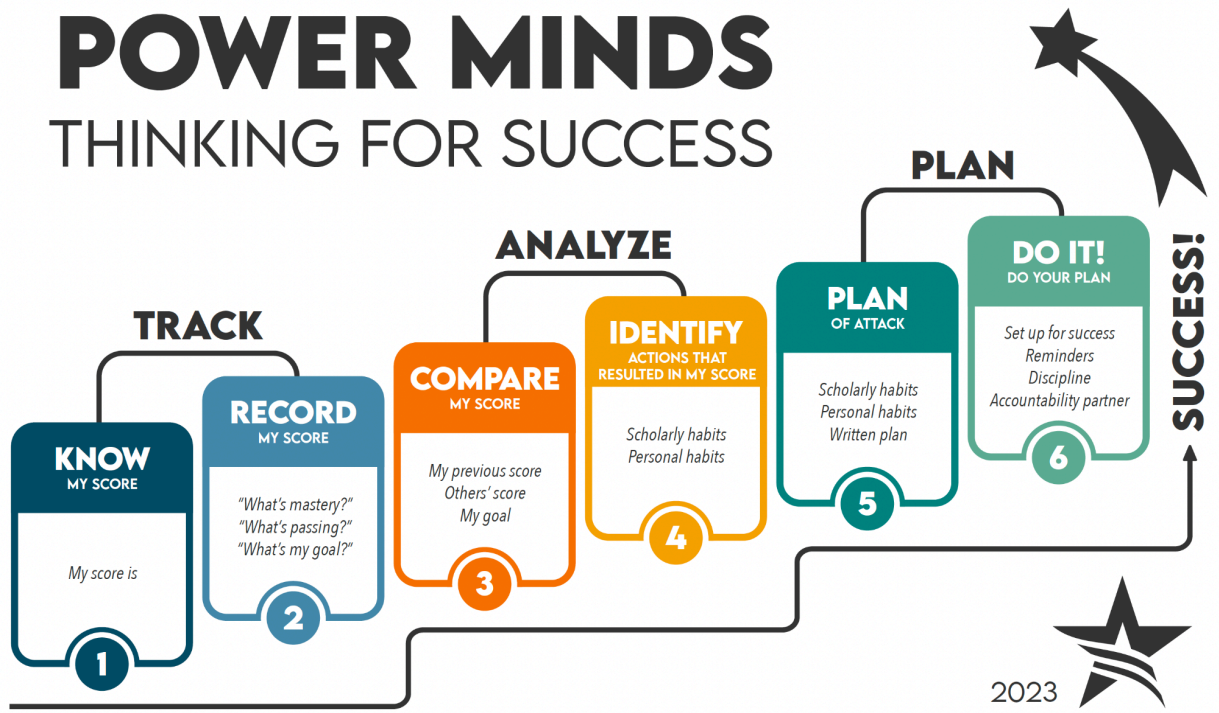 POWER MINDS
THINKING FOR SUCCESS
TRACK
KNOW
MY SCORE
My score is
1
RECORD
MY SCORE
"What's mastery?"
"What's passing?"
"What's my goal?"
2
ANALYZE
COMPARE
MY SCORE
My previous score
Others' score
My goal
3
IDENTIFY
ACTIONS THAT
RESULTED IN MY SCORE
Scholarly habits
Personal habits
4
PLAN
PLAN
OF ATTACK
Scholarly habits
Personal habits
Written plan
5
DO IT!
DO YOUR PLAN
Set up for success
Reminders
Discipline
Accountability partner
6
SUCCESS!
2023